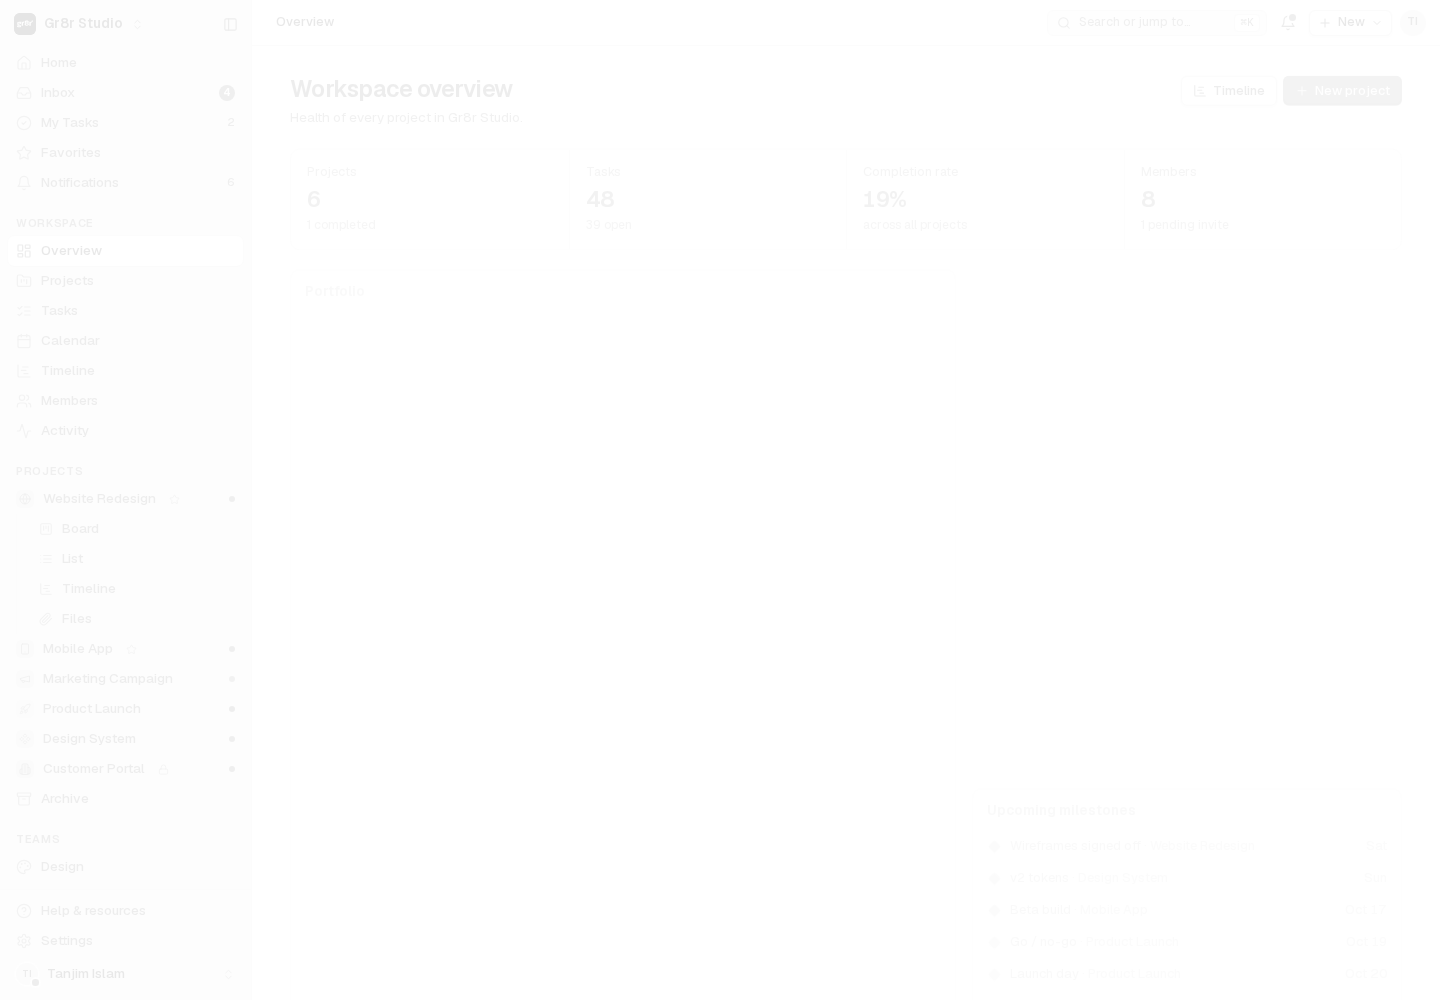 gr8r Gr8r Studio
Overview
Search or jump to...
⌘K
New
TI
Home
Inbox 4
My Tasks 2
Favorites
Notifications 6
WORKSPACE
Overview
Projects
Tasks
Calendar
Timeline
Members
Activity
PROJECTS
Website Redesign
Board
List
Timeline
Files
Mobile App
Marketing Campaign
Product Launch
Design System
Customer Portal
Archive
TEAMS
Design
Help & resources
Settings
TI Tanjim Islam
Workspace overview
Health of every project in Gr8r Studio
Timeline
New project
Projects
6
1 completed
Tasks
48
39 open
Completion rate
19%
across all projects
Members
8
1 pending invite
Portfolio
Upcoming milestones
Wireframes signed off Website Redesign
v2 tokens Design System
Beta build Mobile App
Product Launch
Launch day Product Launch